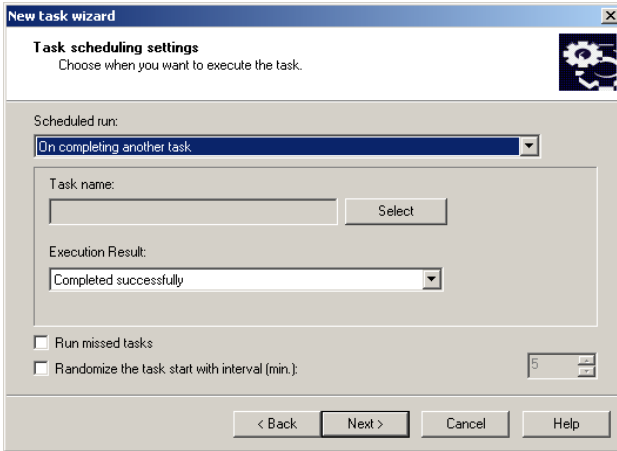 New task wizard
Task scheduling settings
Choose when you want to execute the task.
Scheduled run:
On completing another task
Task name:
Select
Execution Result:
Completed successfully
Run missed tasks
Randomize the task start with interval (min.):
5
< Back
Next >
Cancel
Help